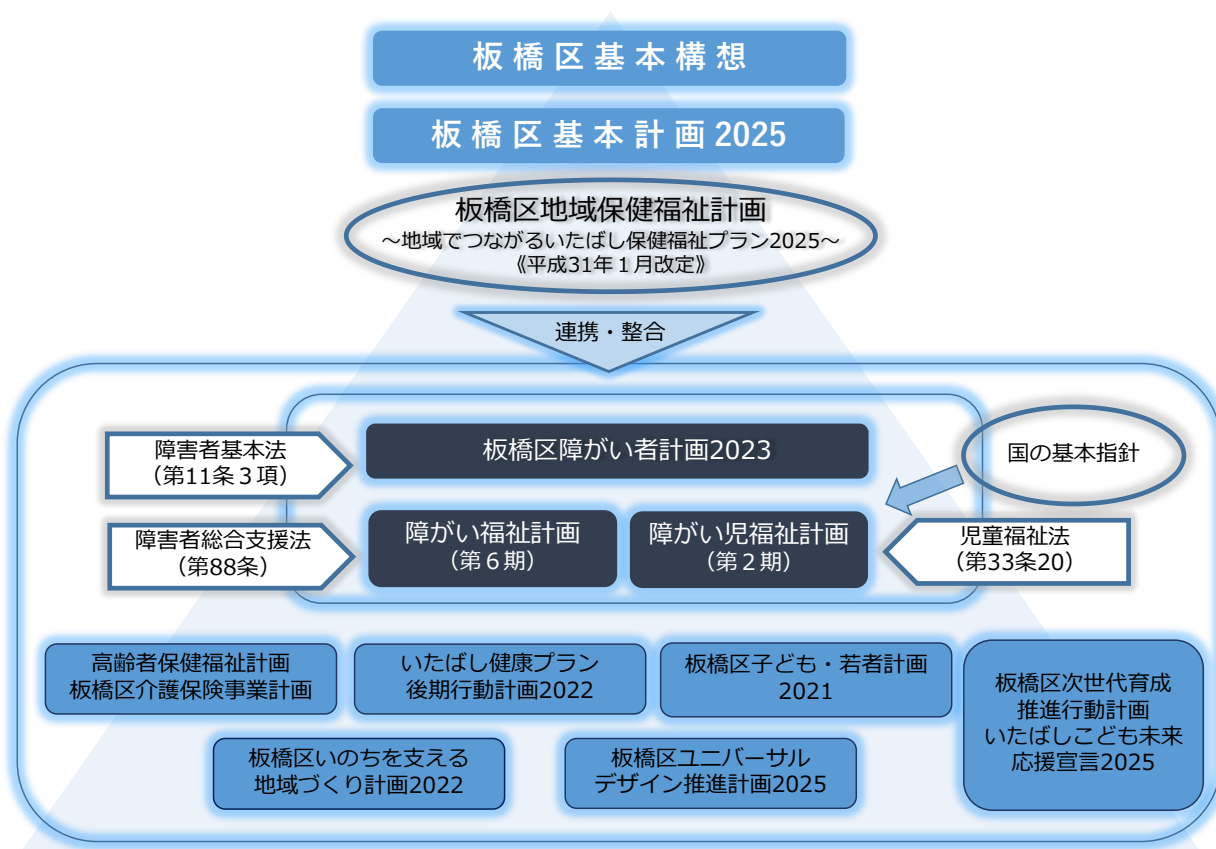 板橋区基本構想
板橋区基本計画2025
板橋区地域保健福祉計画
～地域でつながるいたばし保健福祉プラン2025～
《平成31年１月改定》
連携・整合
障害者基本法
（第11条３項）
板橋区障がい者計画2023
国の基本指針
障害者総合支援法
（第88条）
障がい福祉計画
（第６期）
障がい児福祉計画
（第２期）
児童福祉法
（第33条20）
高齢者保健福祉計画
板橋区介護保険事業計画
いたばし健康プラン
後期行動計画2022
板橋区子ども・若者計画
2021
板橋区次世代育成
推進行動計画
いたばしこども未来
応援宣言2025
板橋区いのちを支える
地域づくり計画2022
板橋区ユニバーサル
デザイン推進計画2025